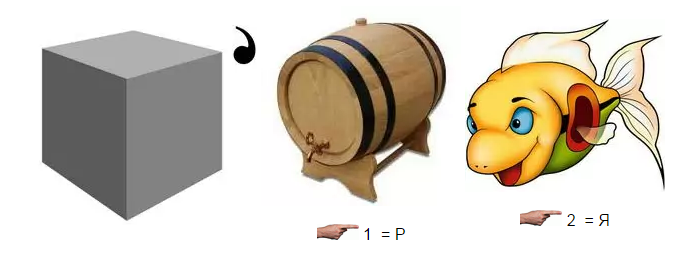 ,
1 = Р
2 = Я